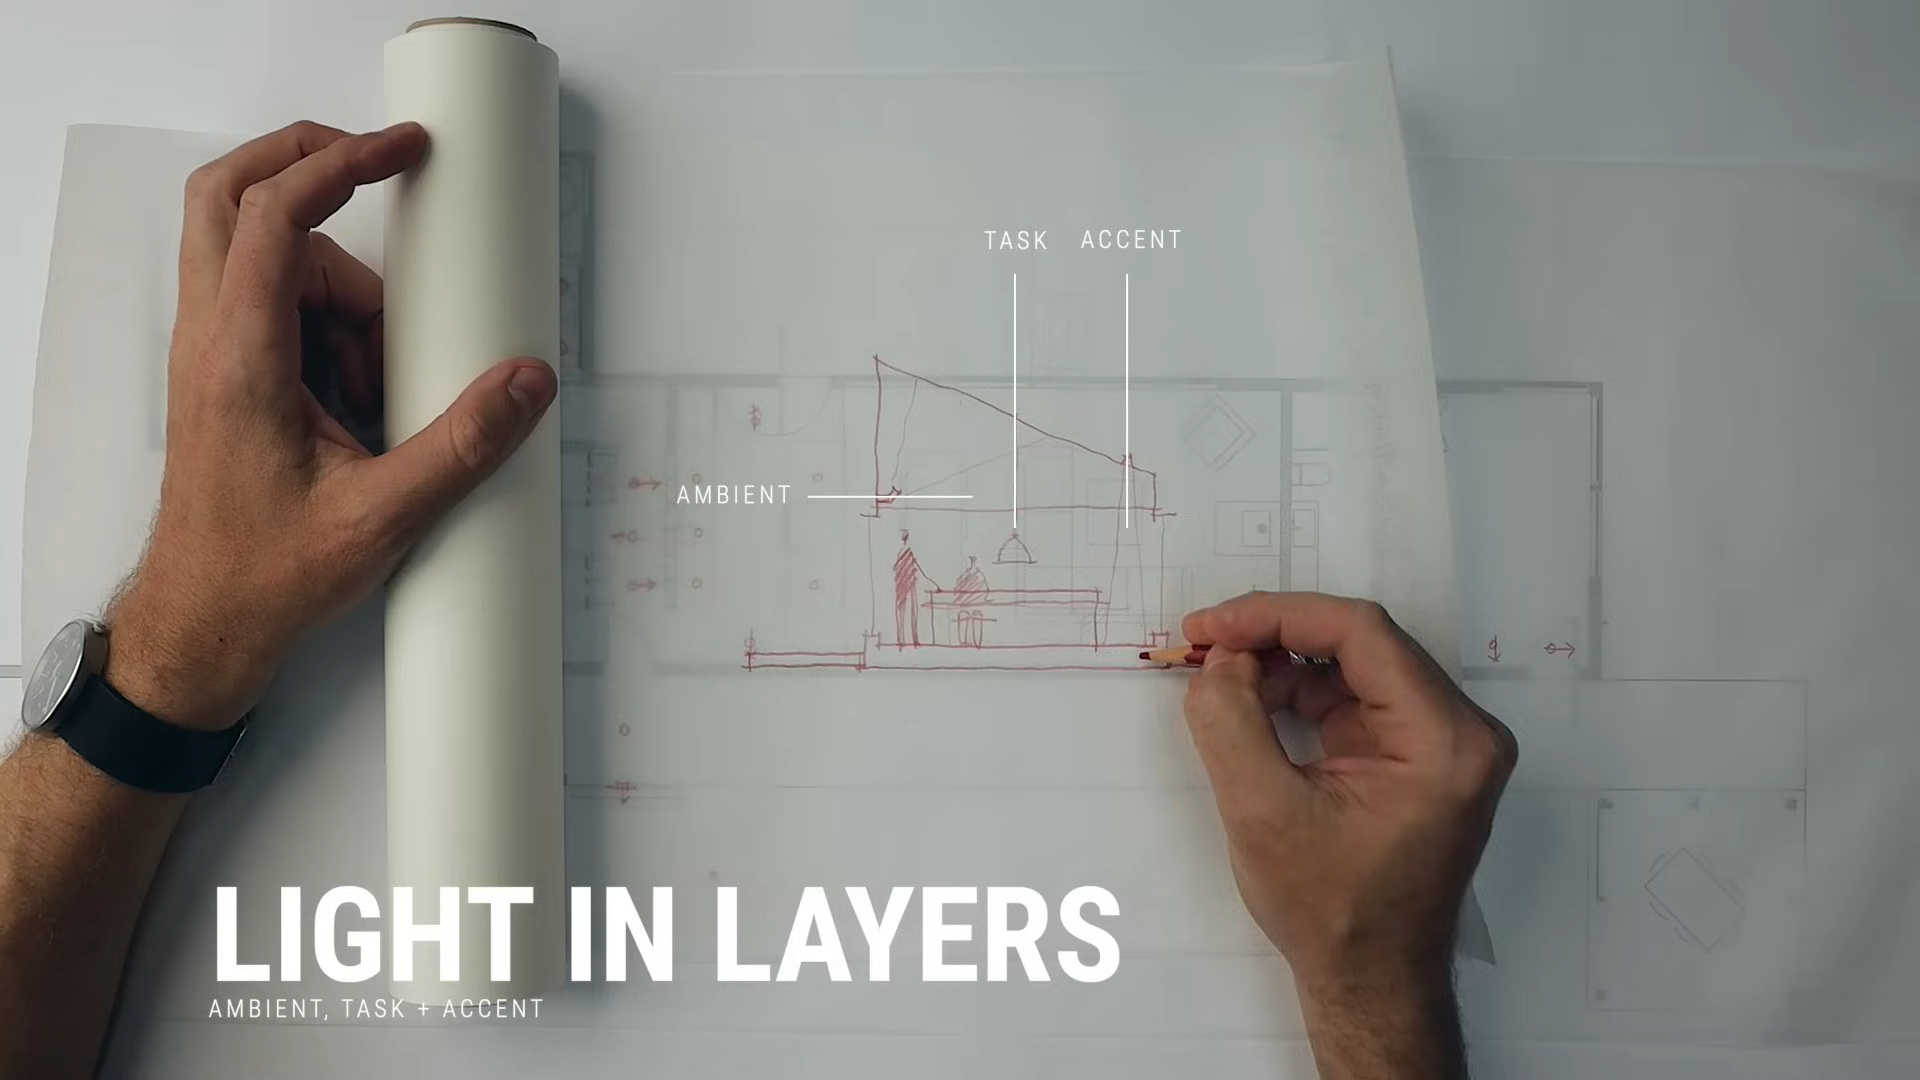 TASK ACCENT
AMBIENT
LIGHT IN LAYERS
AMBIENT, TASK + ACCENT